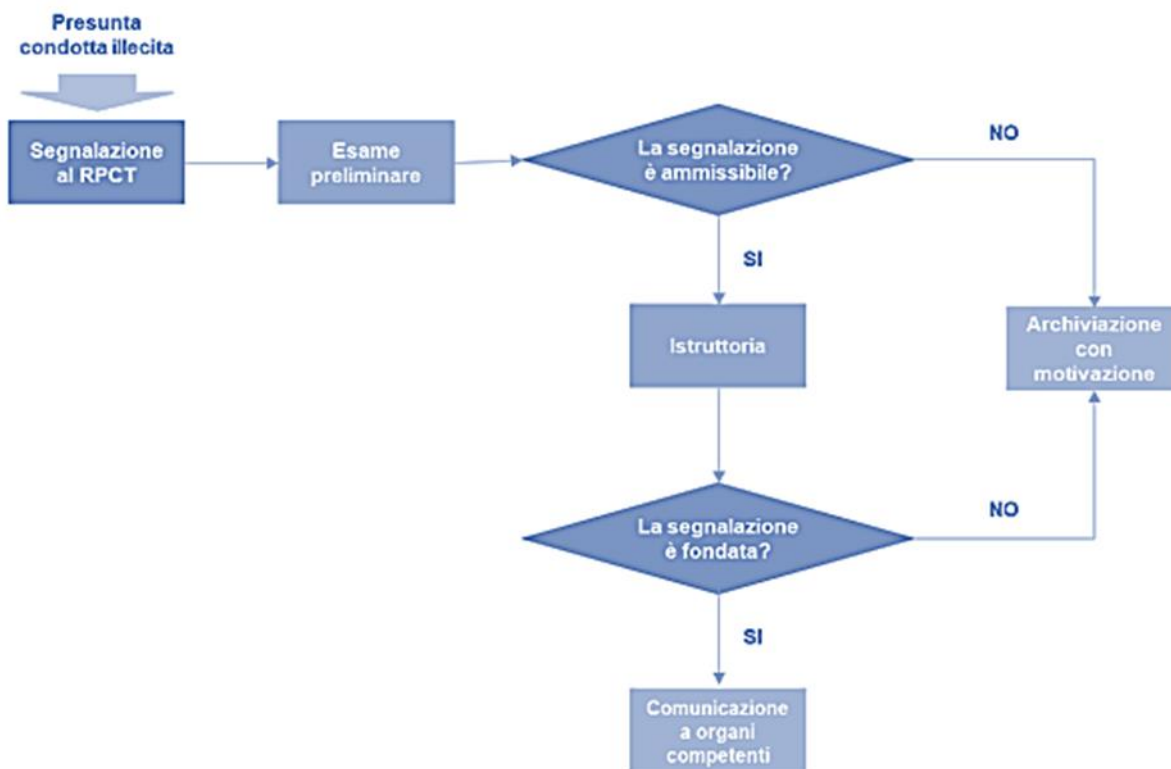 Presunta
condotta illecita
Segnalazione
al RPCT
Esame
preliminare
La segnalazione
è ammissibile?
NO
SI
Istruttoria
Archiviazione
con
motivazione
La segnalazione
è fondata?
NO
SI
Comunicazione
a organi
competenti